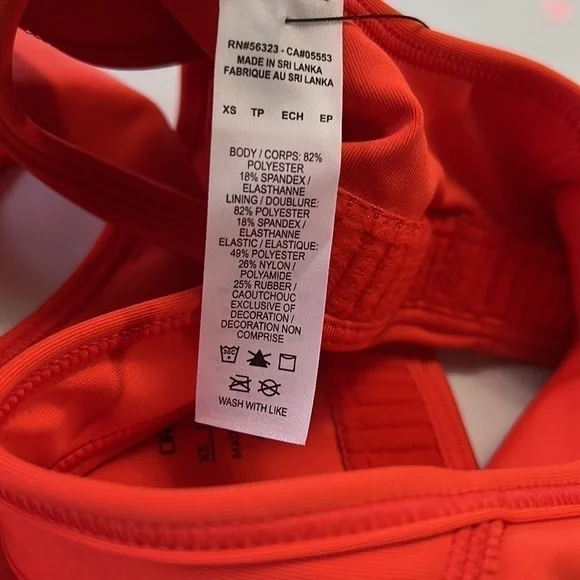 RN#56323 - CA#05553
MADE IN SRI LANKA
FABRIQUE AU SRI LANKA
XS TP ECH EP
BODY / CORPS: 82%
POLYESTER
18% SPANDEX /
ELASTHANNE
LINING / DOUBLURE:
82% POLYESTER
18% SPANDEX /
ELASTHANNE
ELASTIC / ELASTIQUE:
49% POLYESTER
26% NYLON /
POLYAMIDE
25% RUBBER /
CAOUTCHOUC
EXCLUSIVE OF
DECORATION /
DECORATION NON
COMPRISE
30C
WASH WITH LIKE
XS